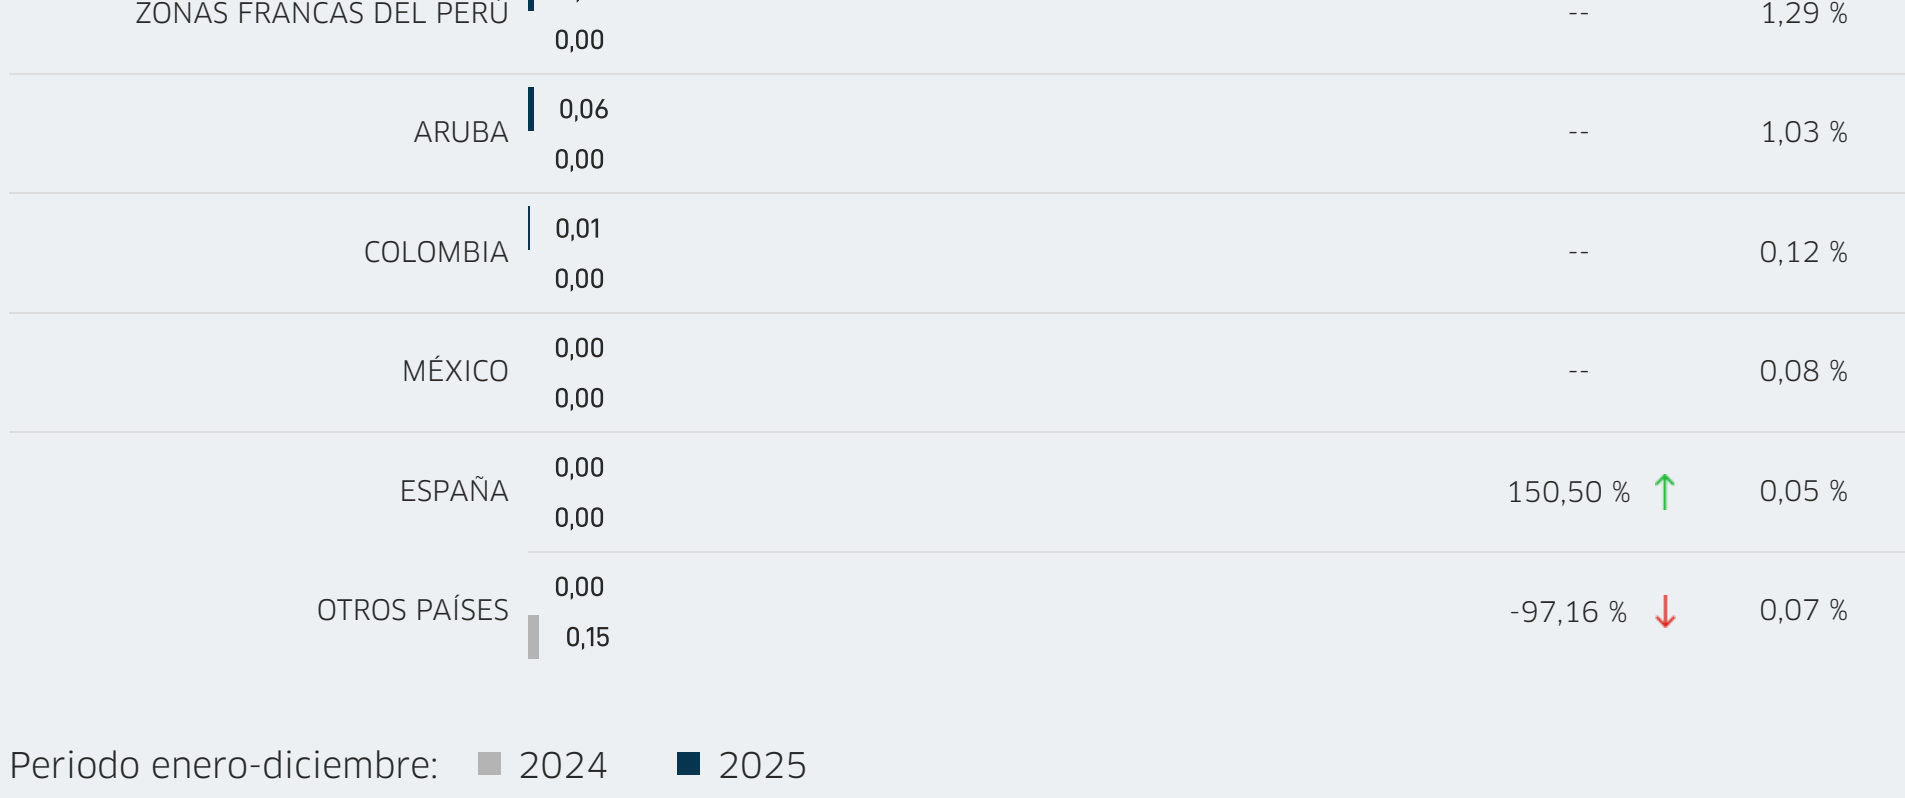 ZONAS FRANCAS DEL PERÚ
-- 1,29 %
0,00
0,06
ARUBA -- 1,03 %
0,00
0,01
COLOMBIA -- 0,12 %
0,00
0,00
MÉXICO -- 0,08 %
0,00
0,00
ESPAÑA 150,50 % ↑ 0,05 %
0,00
0,00
OTROS PAÍSES -97,16 % ↓ 0,07 %
0,15
Periodo enero-diciembre: 2024 2025